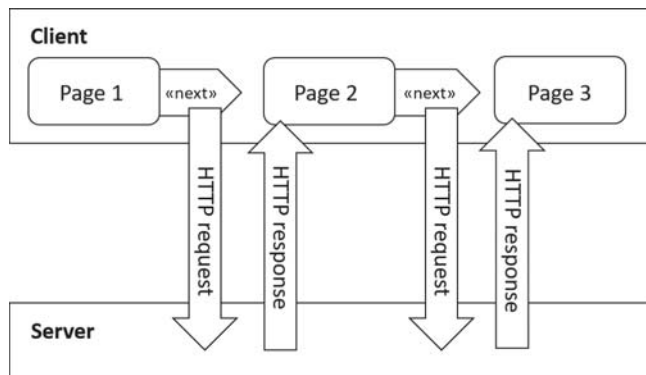 Client
Page 1
«next»
Page 2
«next»
Page 3
HTTP request
HTTP response
HTTP request
HTTP response
Server